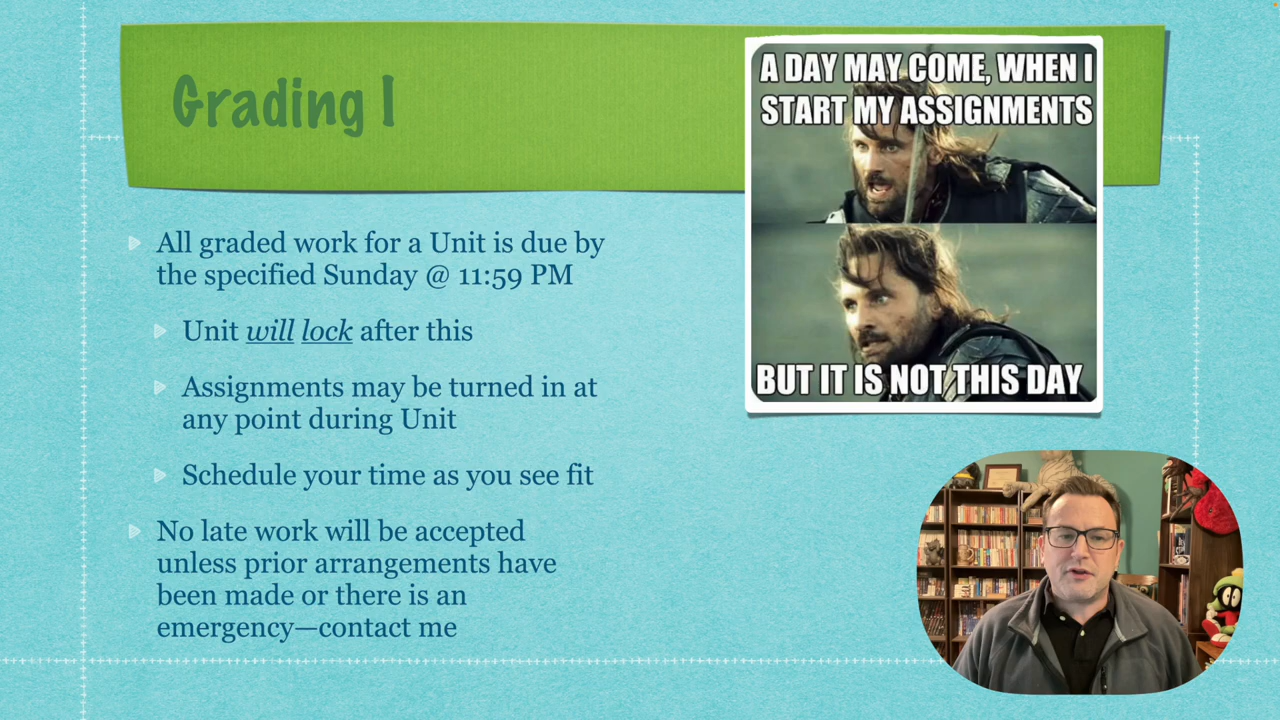 Grading I
A DAY MAY COME, WHEN I
START MY ASSIGNMENTS
BUT IT IS NOT THIS DAY
All graded work for a Unit is due by
the specified Sunday @ 11:59 PM
Unit will lock after this
Assignments may be turned in at
any point during Unit
Schedule your time as you see fit
No late work will be accepted
unless prior arrangements have
been made or there is an
emergency—contact me